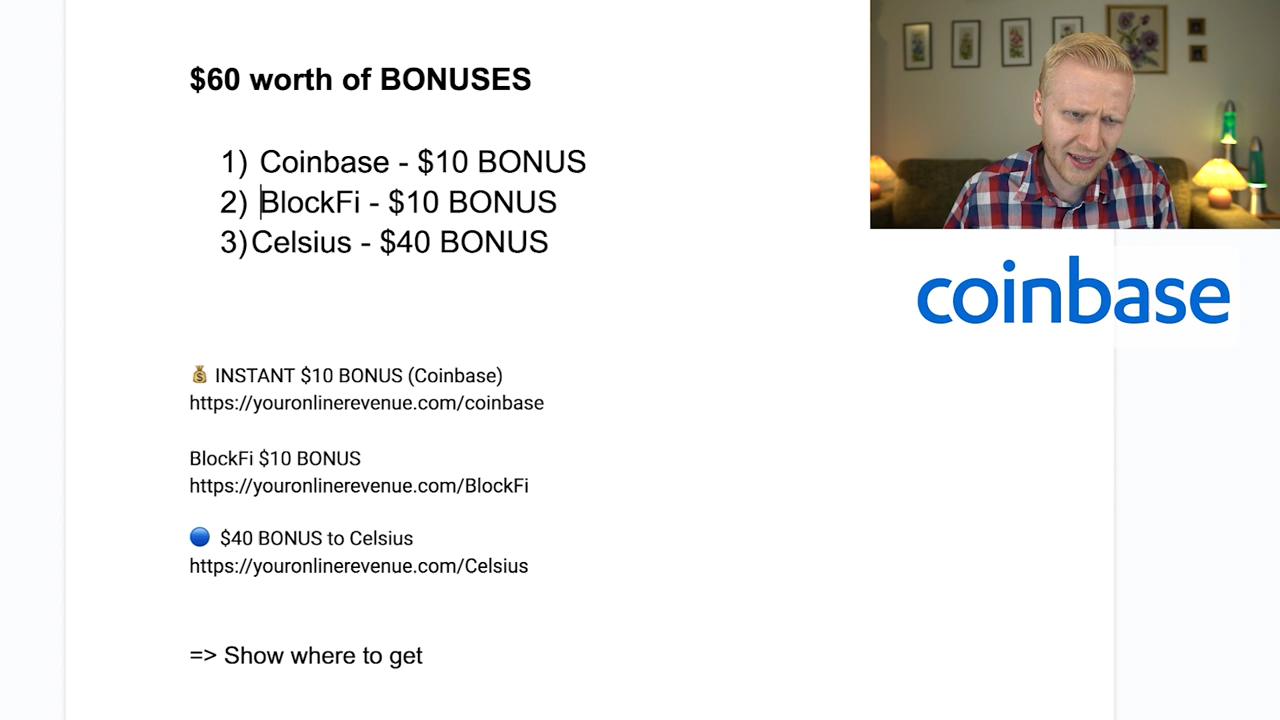 $60 worth of BONUSES
1) Coinbase - $10 BONUS
2) BlockFi - $10 BONUS
3) Celsius - $40 BONUS
coinbase
💰 INSTANT $10 BONUS (Coinbase)
https://youronlinerevenue.com/coinbase
BlockFi $10 BONUS
https://youronlinerevenue.com/BlockFi
🔵 $40 BONUS to Celsius
https://youronlinerevenue.com/Celsius
=> Show where to get